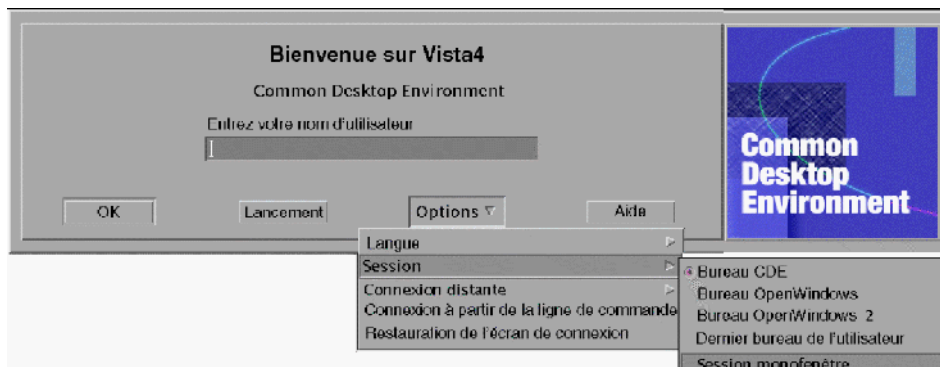 Bienvenue sur Vista4
Common Desktop Environment
Entrez votre nom d'utilisateur
OK
Lancement
Options
Aide
Common
Desktop
Environment
Langue
Session
Connexion distante
Connexion à partir de la ligne de commande
Restauration de l'écran de connexion
Bureau CDE
Bureau OpenWindows
Bureau OpenWindows 2
Dernier bureau de l'utilisateur
Session monofenêtre